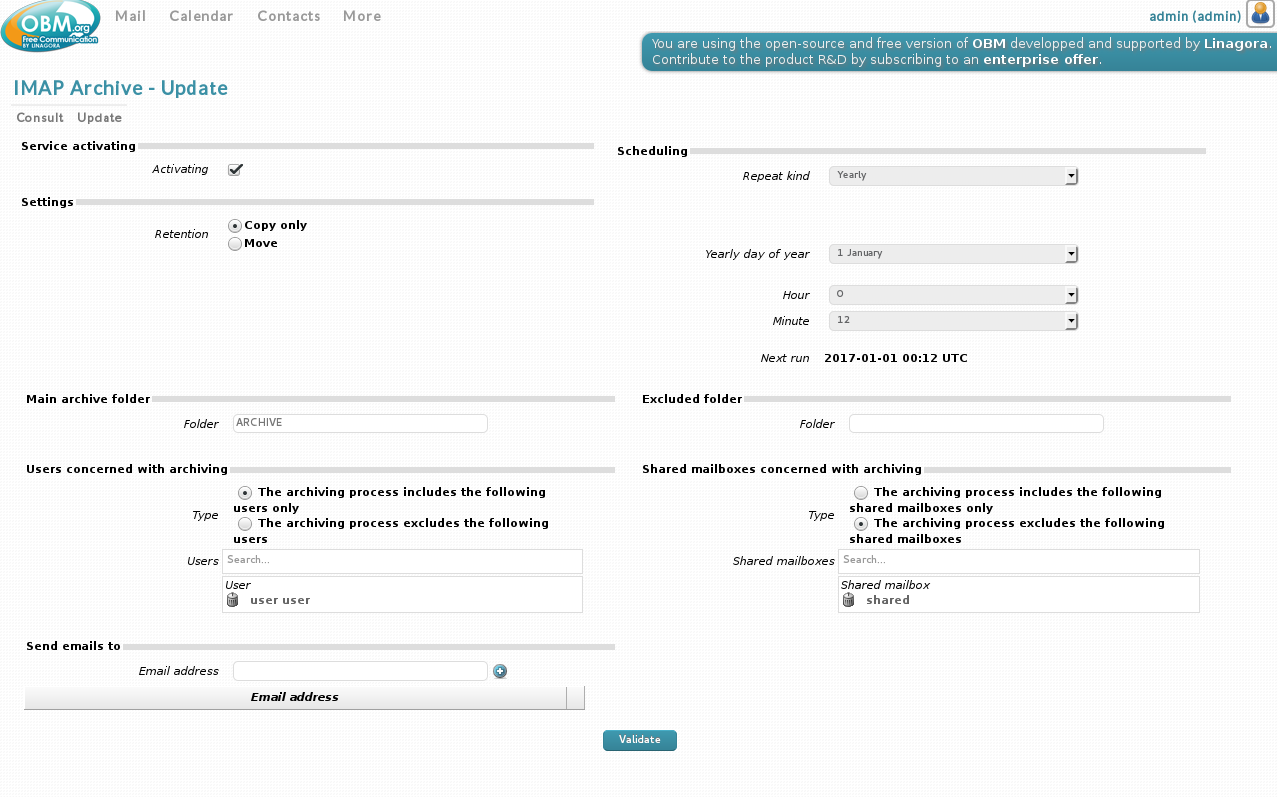 OBM.org
Free Communication
BY LINAGORA
Mail Calendar Contacts More
admin (admin)
You are using the open-source and free version of OBM developped and supported by Linagora.
Contribute to the product R&D by subscribing to an enterprise offer.
IMAP Archive - Update
Consult Update
Service activating
Activating
Settings
Retention
Copy only
Move
Scheduling
Repeat kind Yearly
Yearly day of year 1 January
Hour 0
Minute 12
Next run 2017-01-01 00:12 UTC
Main archive folder
Folder ARCHIVE
Excluded folder
Folder
Users concerned with archiving
Type
The archiving process includes the following
users only
The archiving process excludes the following
users
Users Search...
User
user user
Shared mailboxes concerned with archiving
Type
The archiving process includes the following
shared mailboxes only
The archiving process excludes the following
shared mailboxes
Shared mailboxes Search...
Shared mailbox
shared
Send emails to
Email address
Email address
Validate